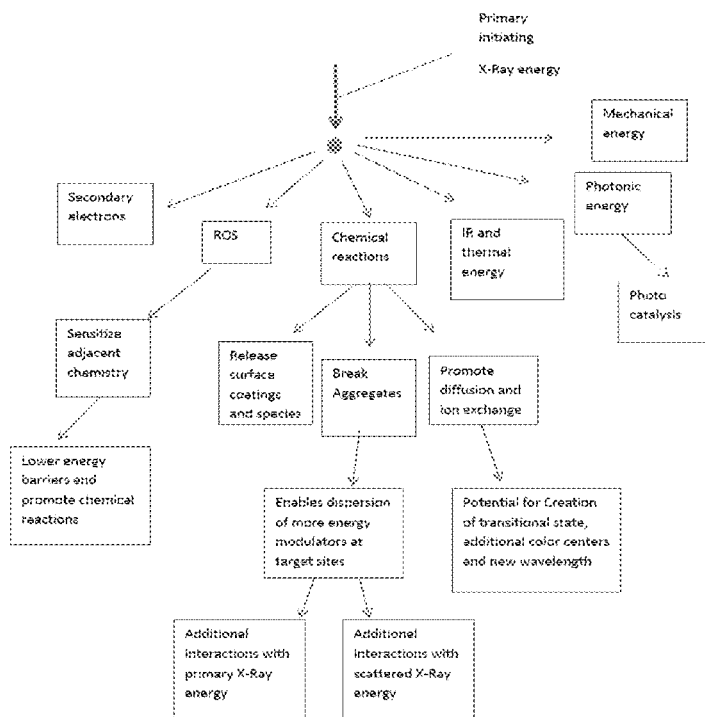 Primary
initiating
X-Ray energy
Mechanical
energy
Secondary
electrons
ROS
Chemical
reactions
IR and
thermal
energy
Photonic
energy
Photo
catalysis
Sensitize
adjacent
chemistry
Release
surface
coatings
and species
Break
Aggregates
Promote
diffusion and
ion exchange
Lower energy
barriers and
promote chemical
reactions
Enables dispersion
of more energy
modulators at
target sites
Potential for Creation
of transitional state,
additional color centers
and new wavelength
Additional
interactions with
primary X-Ray
energy
Additional
interactions with
scattered X-Ray
energy